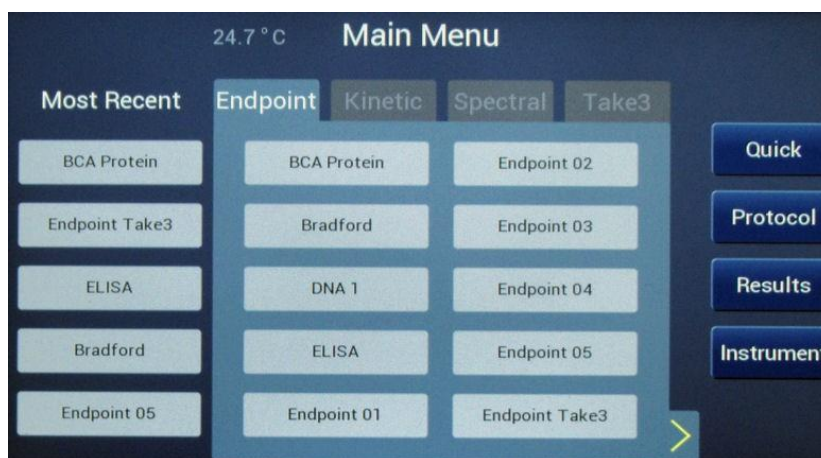 24.7 °C Main Menu
Most Recent
BCA Protein
Endpoint Take3
ELISA
Bradford
Endpoint 05
Endpoint Kinetic Spectral Take3
BCA Protein
Bradford
DNA 1
ELISA
Endpoint 01
Endpoint 02
Endpoint 03
Endpoint 04
Endpoint 05
Endpoint Take3
>
Quick
Protocol
Results
Instrumen